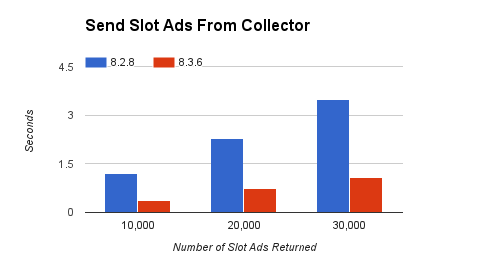 Send Slot Ads From Collector
8.2.8 8.3.6
4.5
3
1.5
0
Seconds
10,000 20,000 30,000
Number of Slot Ads Returned